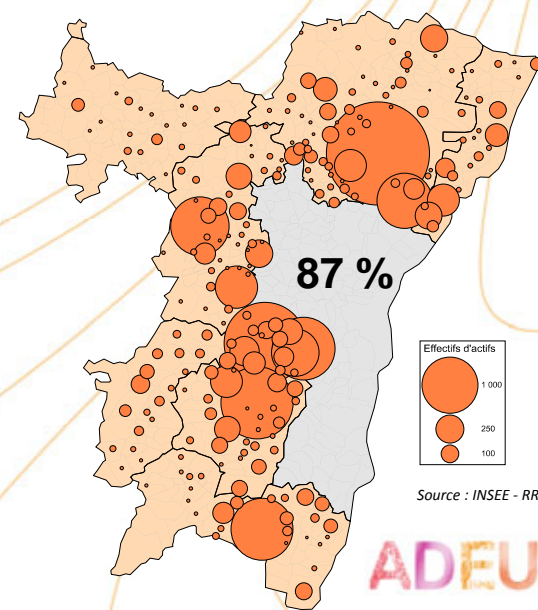 87 %
Effectifs d'actifs
1 000
250
100
Source : INSEE - RR
ADEU